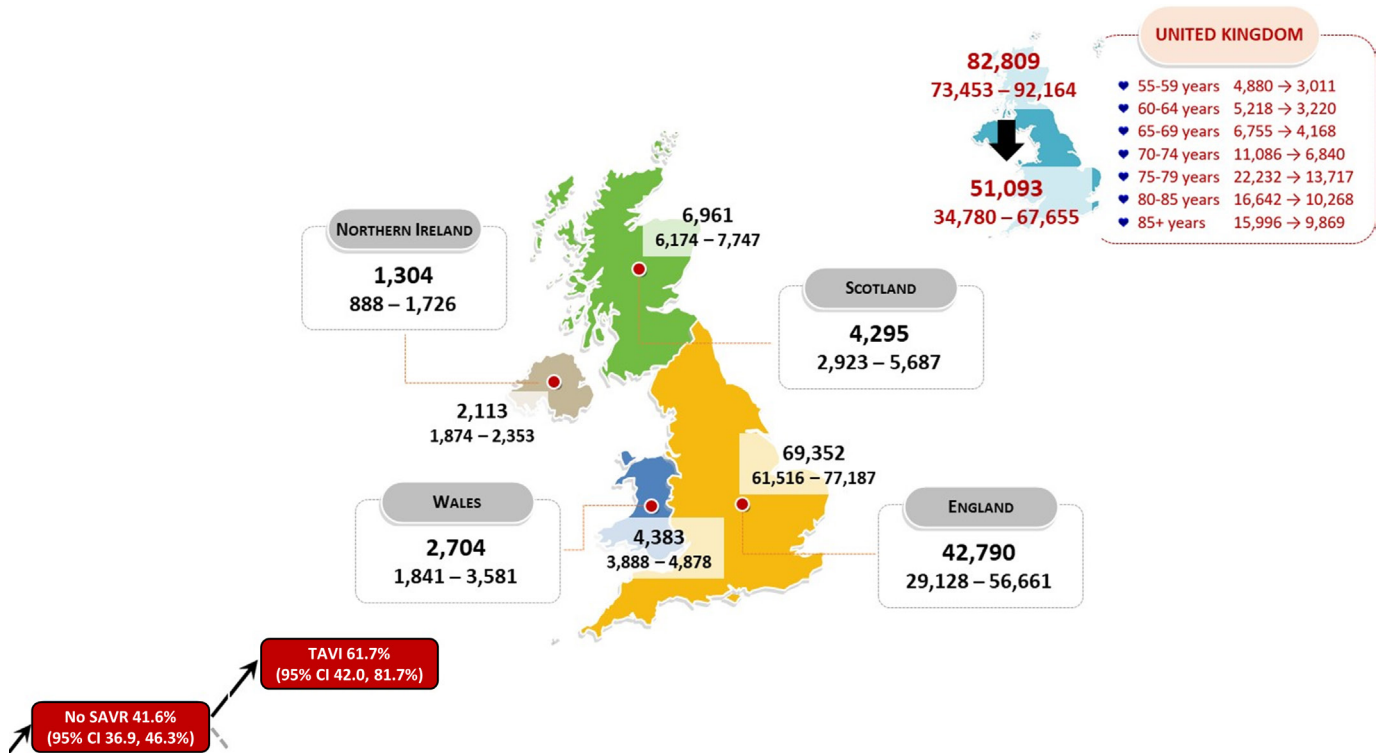 UNITED KINGDOM
82,809
73,453 – 92,164
51,093
34,780 – 67,655
55-59 years 4,880 → 3,011
60-64 years 5,218 → 3,220
65-69 years 6,755 → 4,168
70-74 years 11,086 → 6,840
75-79 years 22,232 → 13,717
80-85 years 16,642 → 10,268
85+ years 15,996 → 9,869
NORTHERN IRELAND
1,304
888 – 1,726
6,961
6,174 – 7,747
SCOTLAND
4,295
2,923 – 5,687
2,113
1,874 – 2,353
69,352
61,516 – 77,187
WALES
2,704
1,841 – 3,581
4,383
3,888 – 4,878
ENGLAND
42,790
29,128 – 56,661
TAVI 61.7%
(95% CI 42.0, 81.7%)
No SAVR 41.6%
(95% CI 36.9, 46.3%)